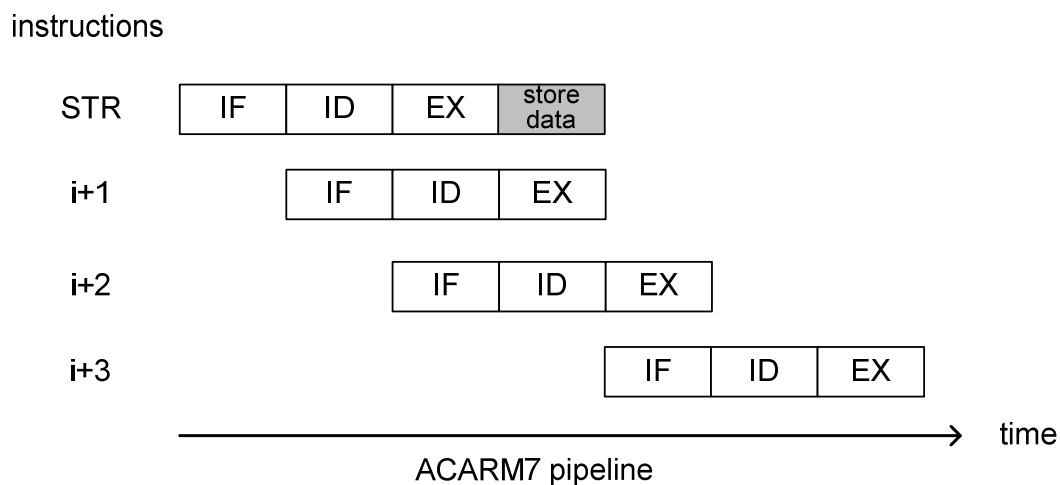 instructions
STR IF ID EX store data
i+1 IF ID EX
i+2 IF ID EX
i+3 IF ID EX
time
ACARM7 pipeline